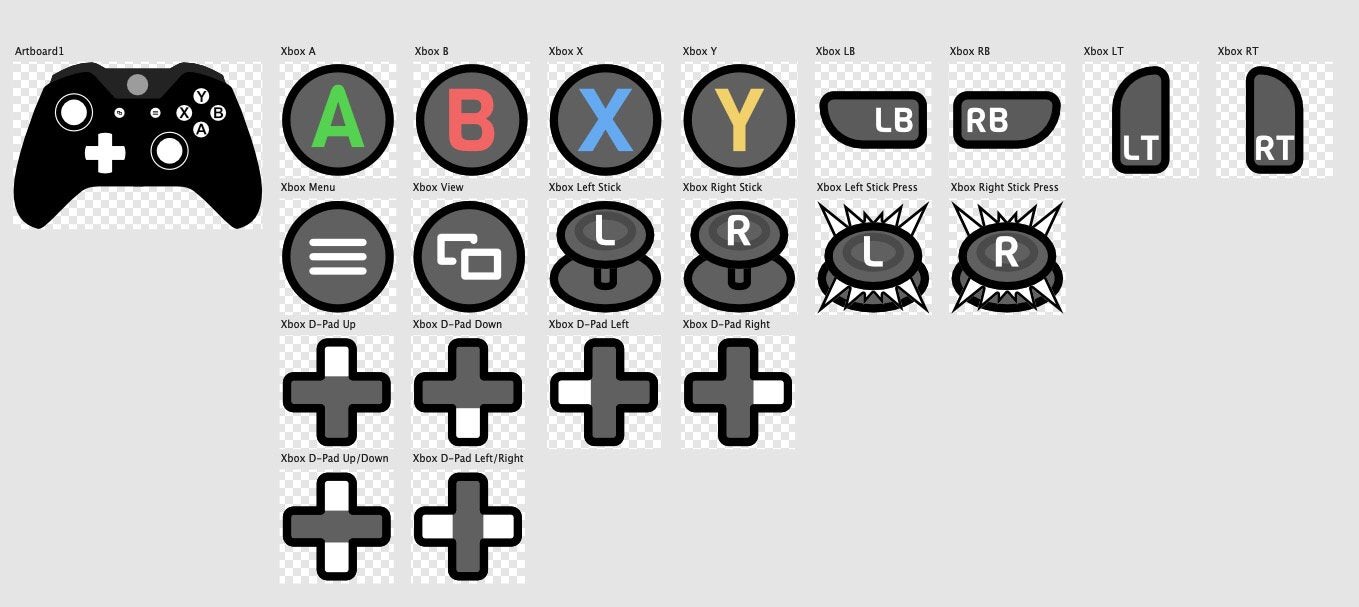 Artboard1
Xbox A
Xbox B
Xbox X
Xbox Y
Xbox LB
Xbox RB
Xbox LT
Xbox RT
Y
X B
A
A
B
X
Y
LB
RB
LT
RT
Xbox Menu
Xbox View
Xbox Left Stick
Xbox Right Stick
Xbox Left Stick Press
Xbox Right Stick Press
L
R
L
R
Xbox D-Pad Up
Xbox D-Pad Down
Xbox D-Pad Left
Xbox D-Pad Right
Xbox D-Pad Up/Down
Xbox D-Pad Left/Right